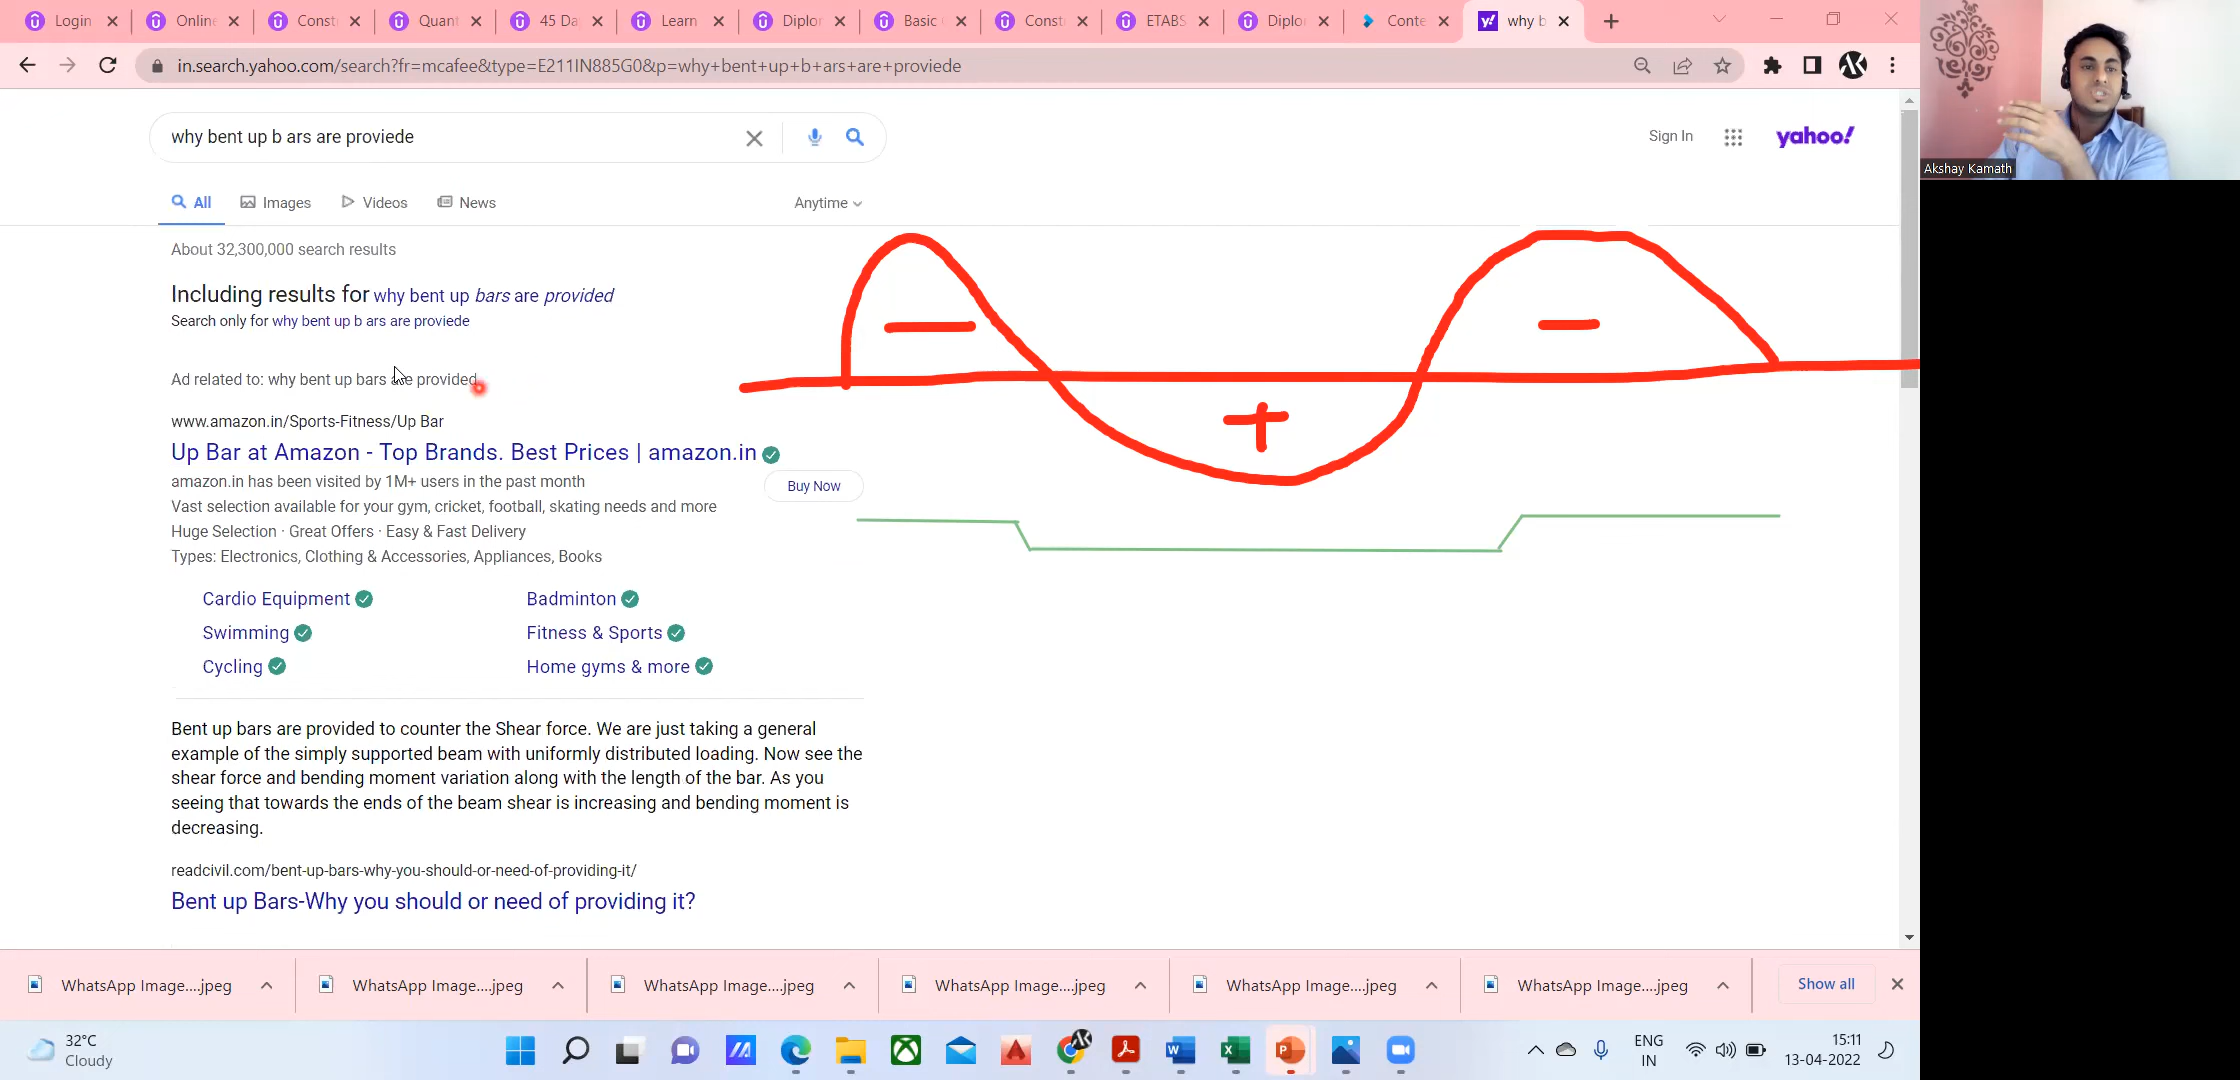 Login
Online
Const
Quant
45 Da
Learn
Diplor
Basic
Const
ETABS
Diplor
Conte
why b
in.search.yahoo.com/search?fr=mcafee&type=E211IN885G0&p=why+bent+up+b+ars+are+proviede
why bent up b ars are proviede
Sign In
yahoo!
Akshay Kamath
All
Images
Videos
News
Anytime
About 32,300,000 search results
Including results for why bent up bars are provided
Search only for why bent up b ars are proviede
Ad related to: why bent up bars are provided
www.amazon.in/Sports-Fitness/Up Bar
Up Bar at Amazon - Top Brands. Best Prices | amazon.in
amazon.in has been visited by 1M+ users in the past month
Buy Now
Vast selection available for your gym, cricket, football, skating needs and more
Huge Selection · Great Offers · Easy & Fast Delivery
Types: Electronics, Clothing & Accessories, Appliances, Books
Cardio Equipment
Badminton
Swimming
Fitness & Sports
Cycling
Home gyms & more
Bent up bars are provided to counter the Shear force. We are just taking a general
example of the simply supported beam with uniformly distributed loading. Now see the
shear force and bending moment variation along with the length of the bar. As you
seeing that towards the ends of the beam shear is increasing and bending moment is
decreasing.
readcivil.com/bent-up-bars-why-you-should-or-need-of-providing-it/
Bent up Bars-Why you should or need of providing it?
− + −
WhatsApp Image....jpeg
WhatsApp Image....jpeg
WhatsApp Image....jpeg
WhatsApp Image....jpeg
WhatsApp Image....jpeg
WhatsApp Image....jpeg
Show all
32°C
Cloudy
ENG
IN
15:11
13-04-2022